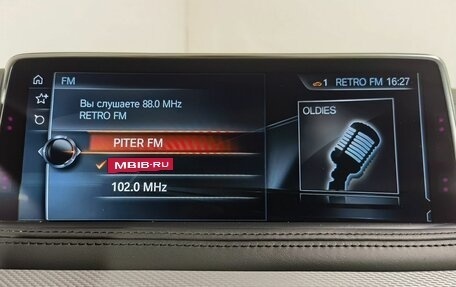 FM
1 RETRO FM 16:27
Вы слушаете 88.0 MHz
RETRO FM
OLDIES
PITER FM
MBIB-RU
102.0 MHz